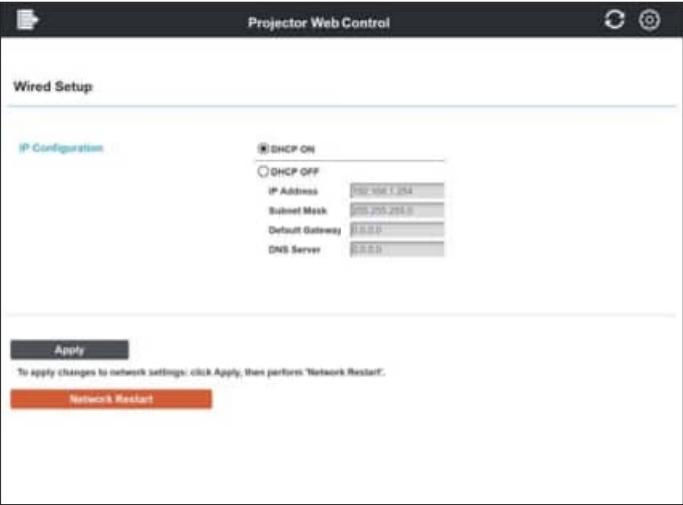 Projector Web Control
Wired Setup
IP Configuration
DHCP ON
DHCP OFF
IP Address 192.168.1.254
Subnet Mask 255.255.255.0
Default Gateway 0.0.0.0
DNS Server 0.0.0.0
Apply
To apply changes to network settings: click Apply, then perform 'Network Restart'.
Network Restart